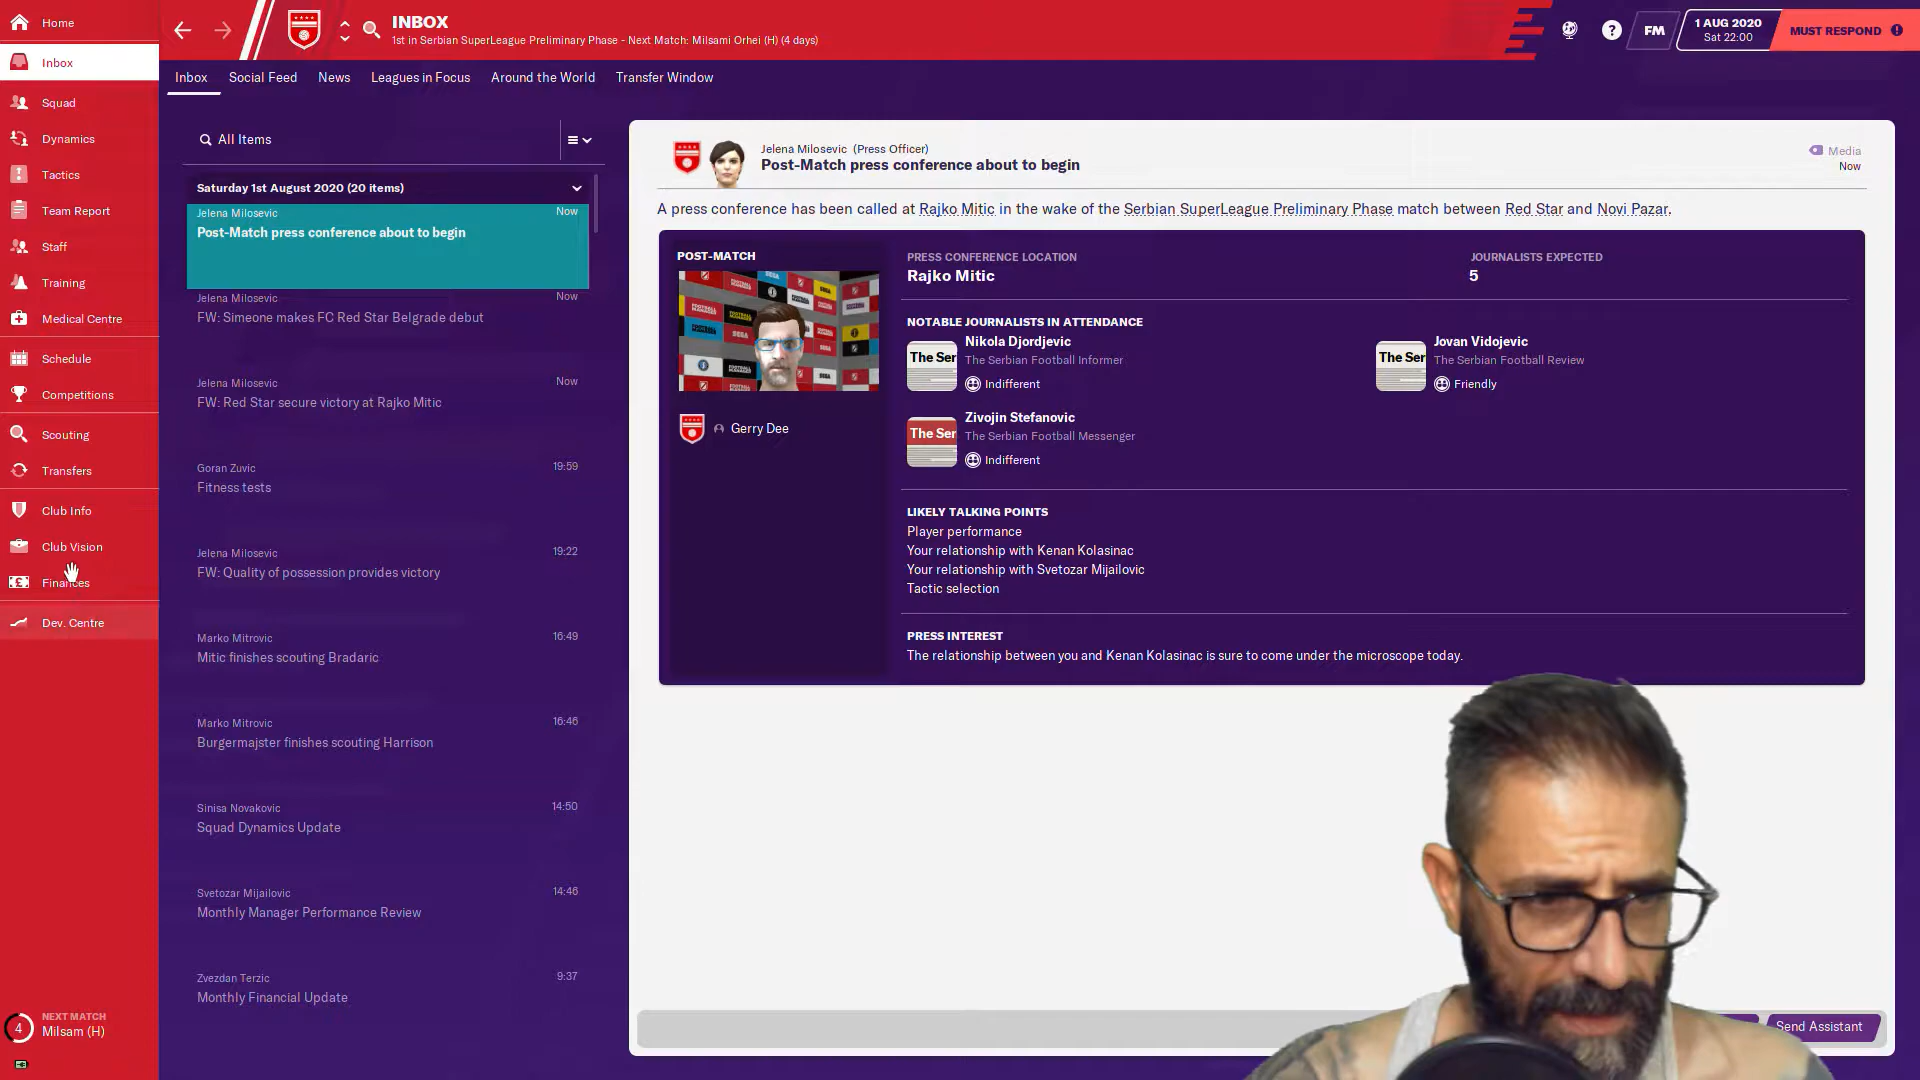 Home
Inbox
Squad
Dynamics
Tactics
Team Report
Staff
Training
Medical Centre
Schedule
Competitions
Scouting
Transfers
Club Info
Club Vision
Finances
Dev. Centre
4
NEXT MATCH
Milsam (H)
INBOX
1st in Serbian SuperLeague Preliminary Phase - Next Match: Milsami Orhei (H) (4 days)
FM
1 AUG 2020
Sat 22:00
MUST RESPOND
Inbox
Social Feed
News
Leagues in Focus
Around the World
Transfer Window
All Items
Saturday 1st August 2020 (20 items)
Jelena Milosevic Now
Post-Match press conference about to begin
Jelena Milosevic Now
FW: Simeone makes FC Red Star Belgrade debut
Jelena Milosevic Now
FW: Red Star secure victory at Rajko Mitic
Goran Zuvic 19:59
Fitness tests
Jelena Milosevic 19:22
FW: Quality of possession provides victory
Marko Mitrovic 16:49
Mitic finishes scouting Bradaric
Marko Mitrovic 16:46
Burgermajster finishes scouting Harrison
Sinisa Novakovic 14:50
Squad Dynamics Update
Svetozar Mijailovic 14:46
Monthly Manager Performance Review
Zvezdan Terzic 9:37
Monthly Financial Update
Jelena Milosevic (Press Officer)
Post-Match press conference about to begin
Media
Now
A press conference has been called at Rajko Mitic in the wake of the Serbian SuperLeague Preliminary Phase match between Red Star and Novi Pazar.
POST-MATCH
Gerry Dee
PRESS CONFERENCE LOCATION
Rajko Mitic
JOURNALISTS EXPECTED
5
NOTABLE JOURNALISTS IN ATTENDANCE
The Ser
Nikola Djordjevic
The Serbian Football Informer
Indifferent
The Ser
Jovan Vidojevic
The Serbian Football Review
Friendly
The Ser
Zivojin Stefanovic
The Serbian Football Messenger
Indifferent
LIKELY TALKING POINTS
Player performance
Your relationship with Kenan Kolasinac
Your relationship with Svetozar Mijailovic
Tactic selection
PRESS INTEREST
The relationship between you and Kenan Kolasinac is sure to come under the microscope today.
Send Assistant